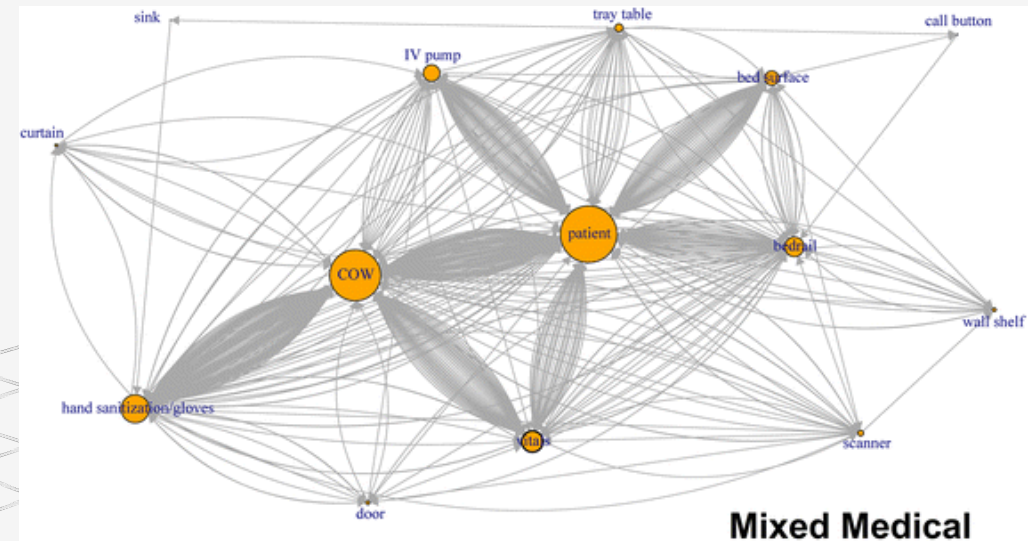 sink
tray table
call button
IV pump
bed surface
curtain
patient
bedrail
COW
wall shelf
hand sanitization/gloves
vitals
scanner
door
Mixed Medical